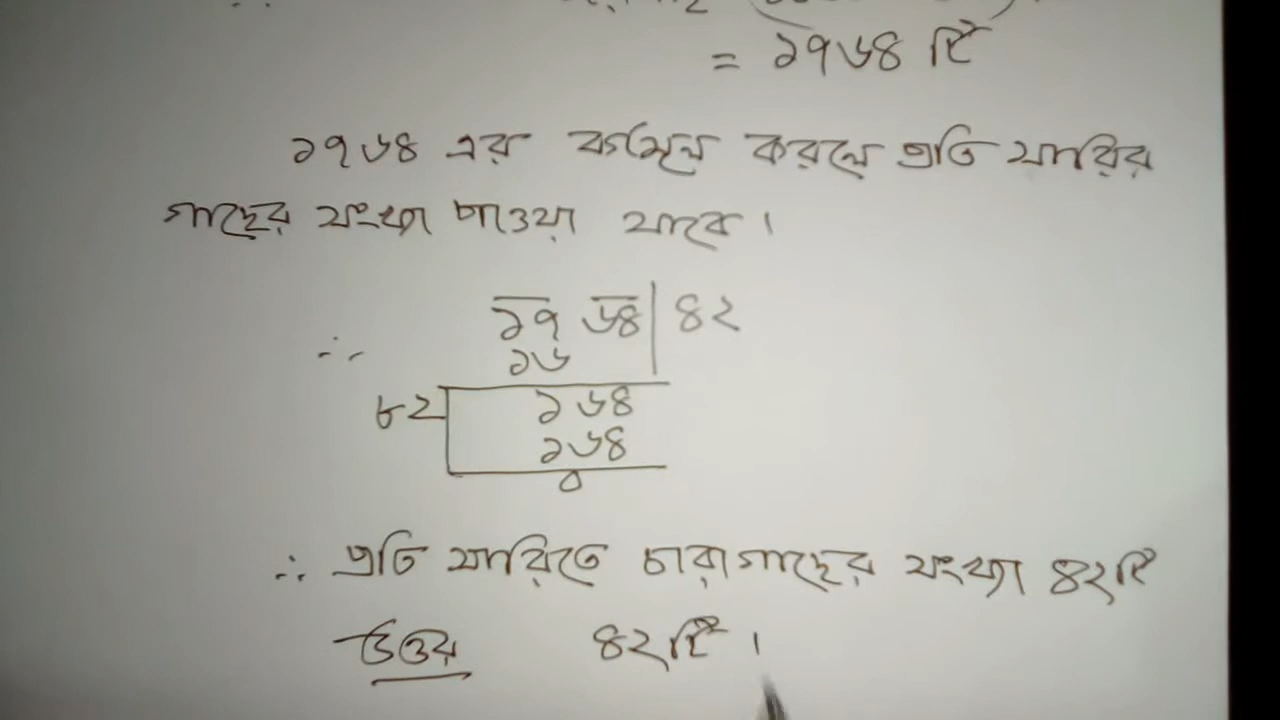 = ১৭৬৪ টি
১৭৬৪ এর বর্গমূল করলে প্রতি সারির
গাছের সংখ্যা পাওয়া যাবে।
∴ ১৭ ৬৪ | ৪২
১৬
৮২ ১৬৪
১৬৪
০
∴ প্রতি সারিতে চারাগাছের সংখ্যা ৪২টি
উত্তর ৪২টি।